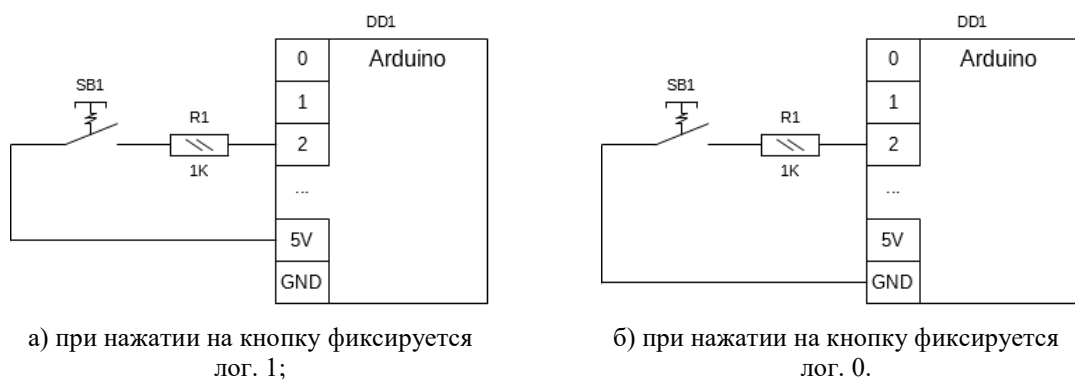 DD1
Arduino
0
1
2
...
5V
GND
SB1
R1
1K
DD1
Arduino
0
1
2
...
5V
GND
SB1
R1
1K
а) при нажатии на кнопку фиксируется
лог. 1;
б) при нажатии на кнопку фиксируется
лог. 0.